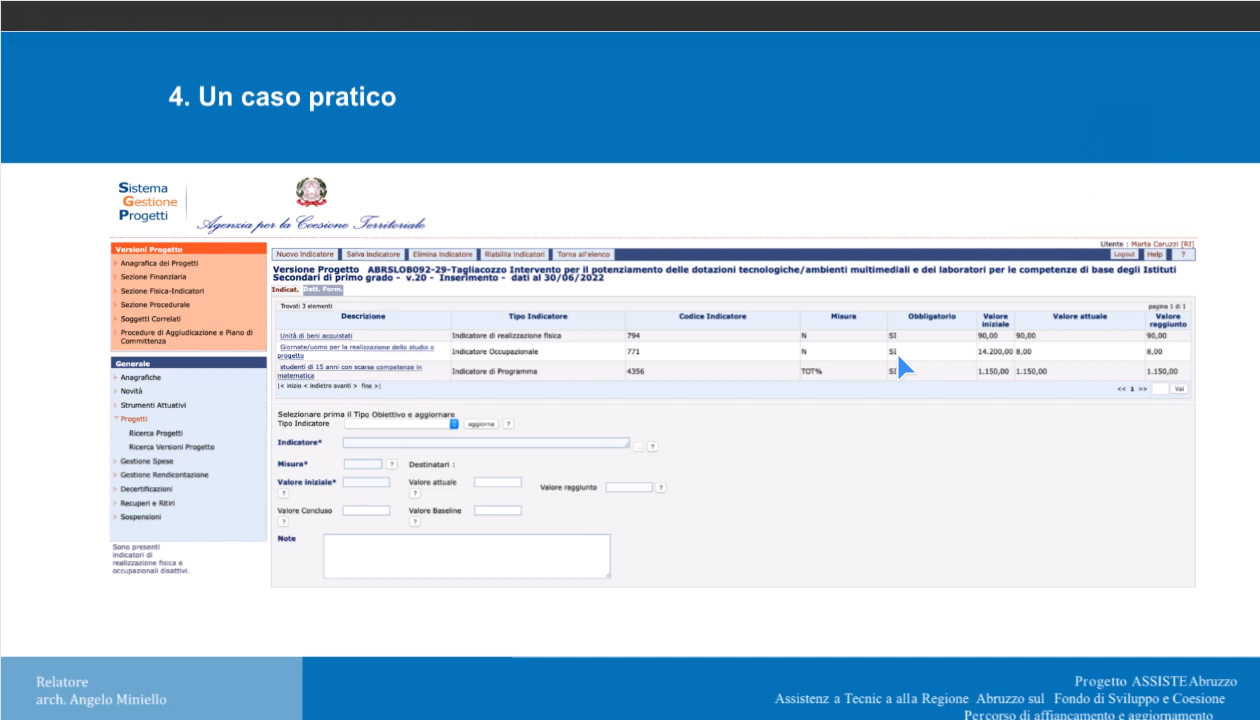 4. Un caso pratico
Sistema
Gestione
Progetti
Agenzia per la Coesione Territoriale
Utente : Marta Coruzzi [RI]
Versioni Progetto
Anagrafica dei Progetti
Sezione Finanziaria
Sezione Fisica-Indicatori
Sezione Procedurale
Soggetti Correlati
Procedure di Aggiudicazione e Piano di
Committenza
Generale
Anagrafiche
Novità
Strumenti Attuativi
Progetti
Ricerca Progetti
Ricerca Versioni Progetto
Gestione Spese
Gestione Rendicontazione
Decertificazioni
Recuperi e Ritiri
Sospensioni
Sono presenti
indicatori di
realizzazione fisica e
occupazionali disattivi.
Nuovo Indicatore Salva Indicatore Elimina Indicatore Riabilita Indicatori Torna all'elenco Logout Help ?
Versione Progetto ABRSLOB092-29-Tagliacozzo Intervento per il potenziamento delle dotazioni tecnologiche/ambienti multimediali e dei laboratori per le competenze di base degli Istituti
Secondari di primo grado - v.20 - Inserimento - dati al 30/06/2022
Indicat. Dett. Form.
Trovati 3 elementi pagina 1 di 1
Descrizione Tipo Indicatore Codice Indicatore Misura Obbligatorio Valore iniziale Valore attuale Valore raggiunto
Unità di beni acquistati Indicatore di realizzazione fisica 794 N SI 90,00 90,00 90,00
Giornate/uomo per la realizzazione dello studio o
progetto Indicatore Occupazionale 771 N SI 14.200,00 8,00 8,00
studenti di 15 anni con scarse competenze in
matematica Indicatore di Programma 4356 TOT% SI 1.150,00 1.150,00 1.150,00
|< inizio < indietro avanti > fine >| << 1 >> Vai
Selezionare prima il Tipo Obiettivo e aggiornare
Tipo Indicatore aggiorna ?
Indicatore* ?
Misura* ? Destinatari :
Valore iniziale* ? Valore attuale ? Valore raggiunto ?
Valore Concluso ? Valore Baseline ?
Note
Relatore
arch. Angelo Miniello
Progetto ASSISTE Abruzzo
Assistenz a Tecnic a alla Regione Abruzzo sul Fondo di Sviluppo e Coesione
Percorso di affiancamento e aggiornamento